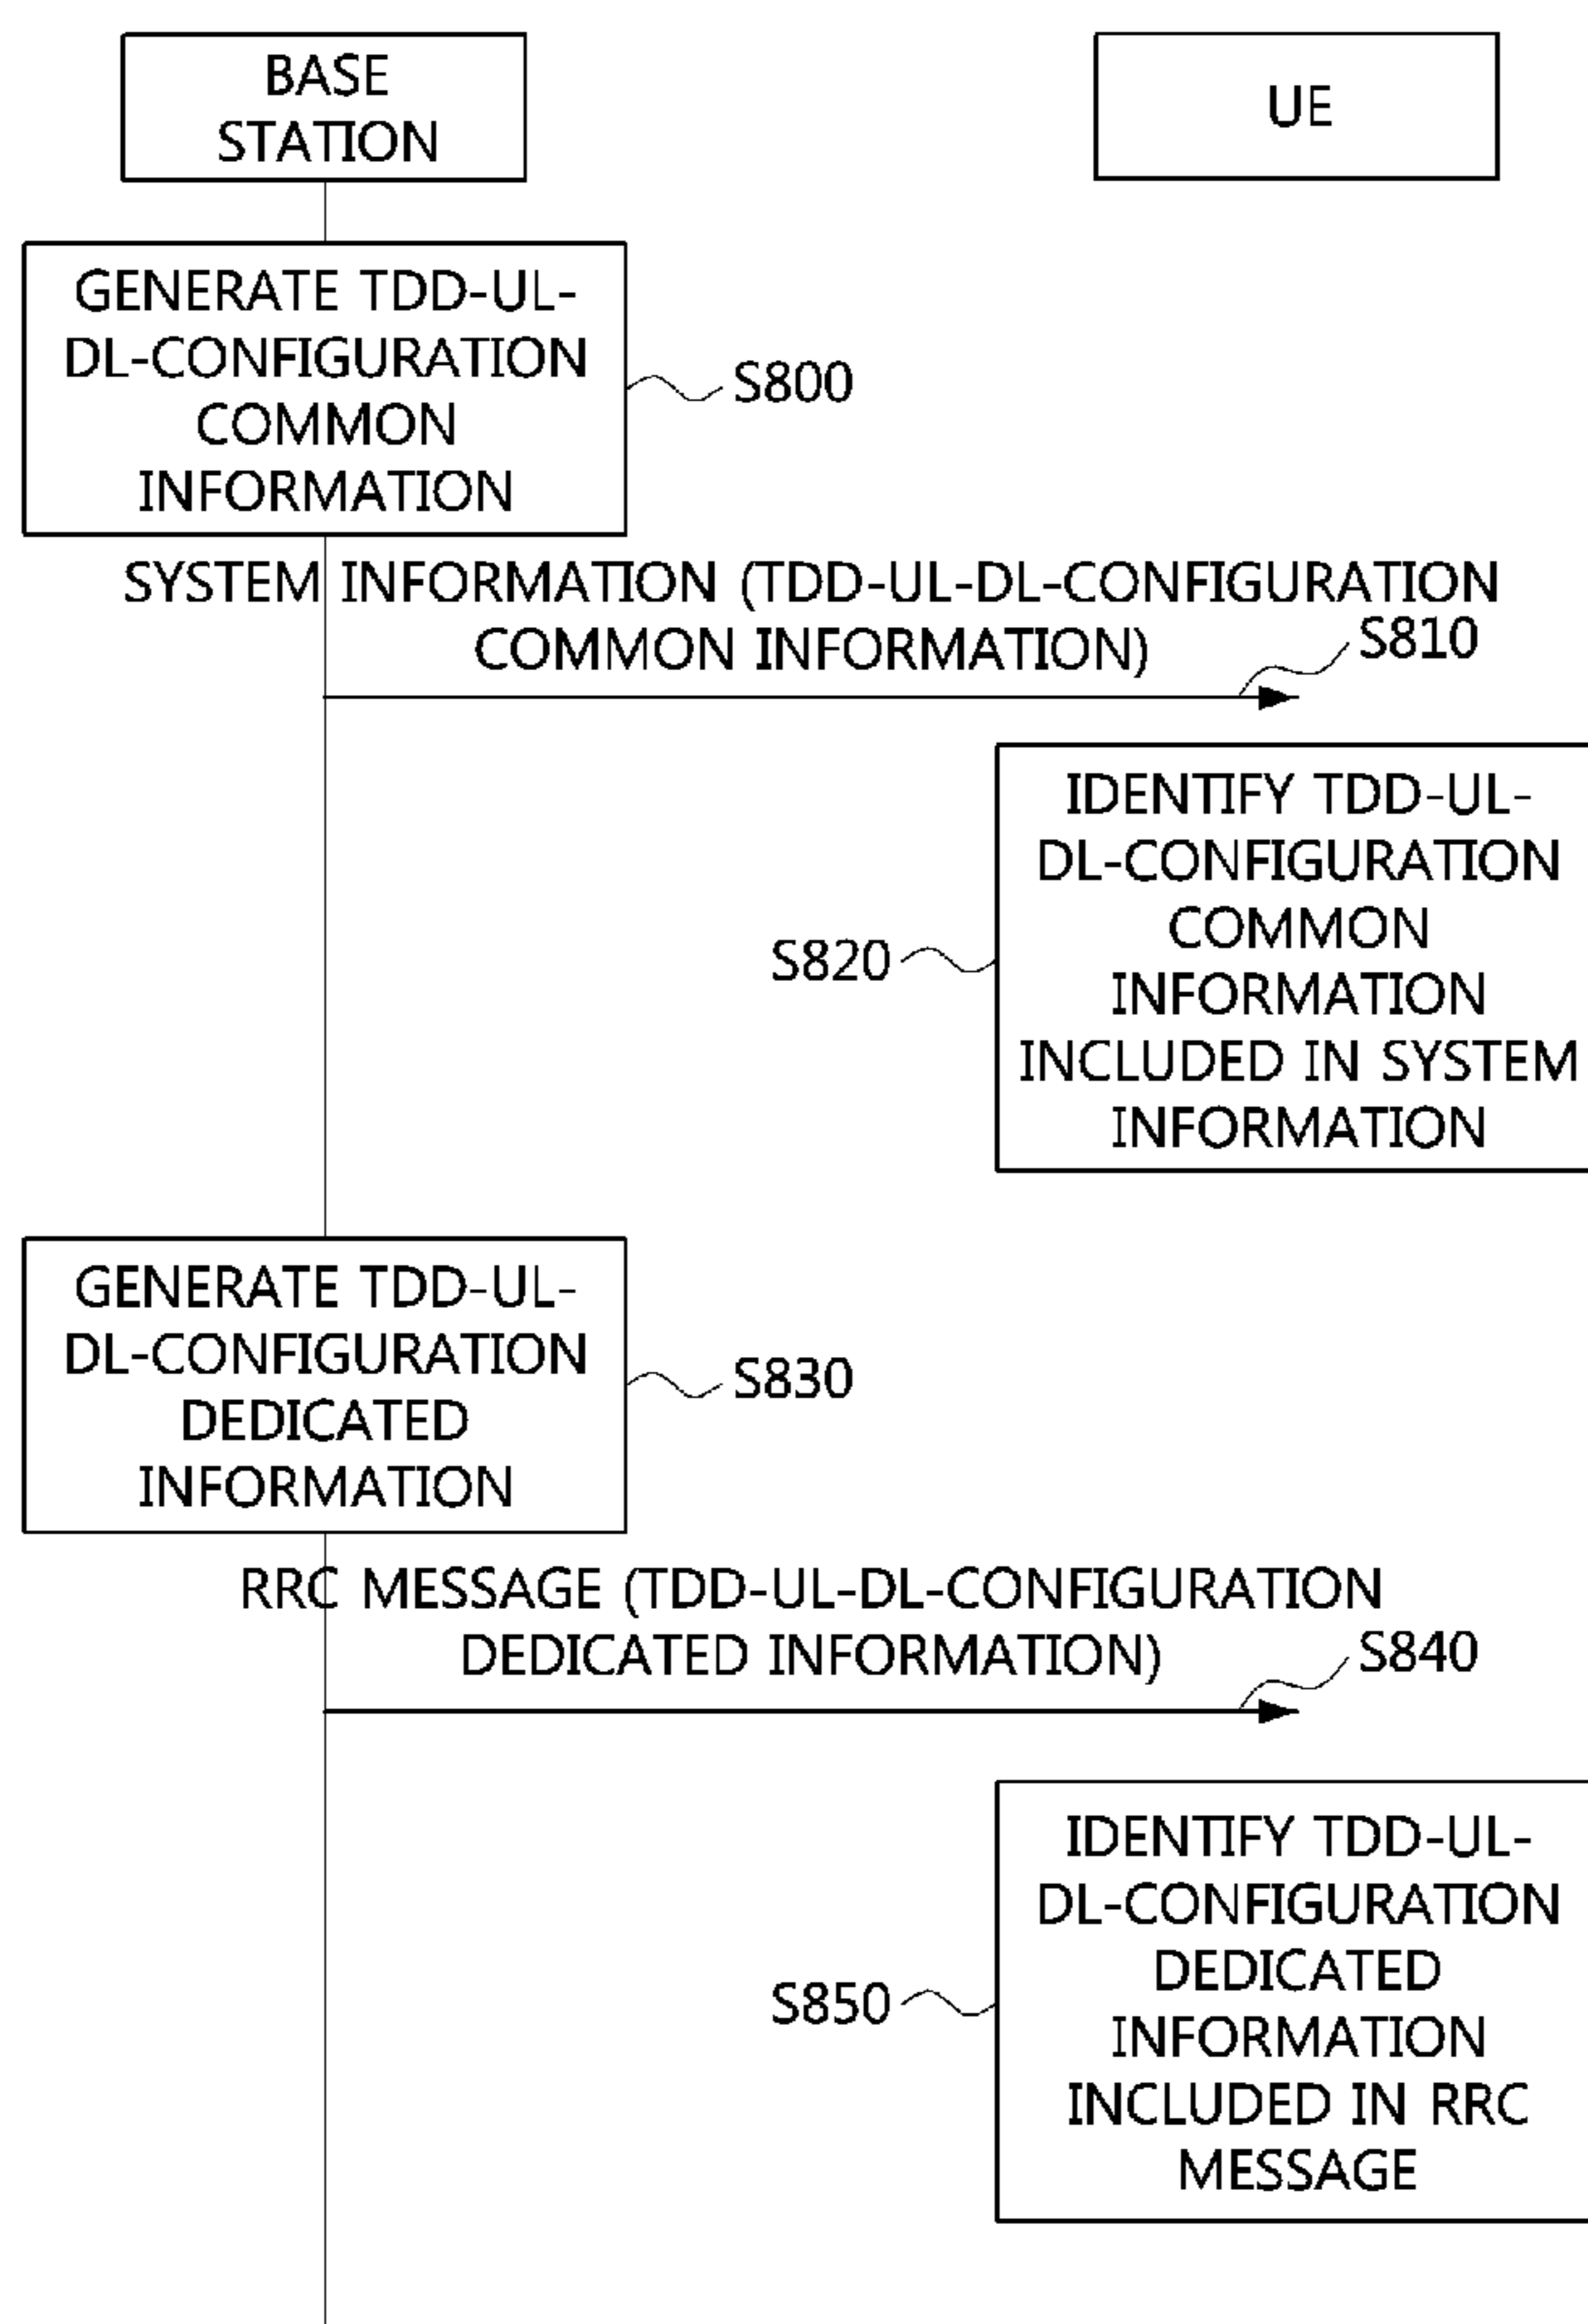 BASE
STATION
UE
GENERATE TDD-UL-
DL-CONFIGURATION
COMMON
INFORMATION
S800
SYSTEM INFORMATION (TDD-UL-DL-CONFIGURATION
COMMON INFORMATION)
S810
IDENTIFY TDD-UL-
DL-CONFIGURATION
COMMON
INFORMATION
INCLUDED IN SYSTEM
INFORMATION
S820
GENERATE TDD-UL-
DL-CONFIGURATION
DEDICATED
INFORMATION
S830
RRC MESSAGE (TDD-UL-DL-CONFIGURATION
DEDICATED INFORMATION)
S840
IDENTIFY TDD-UL-
DL-CONFIGURATION
DEDICATED
INFORMATION
INCLUDED IN RRC
MESSAGE
S850